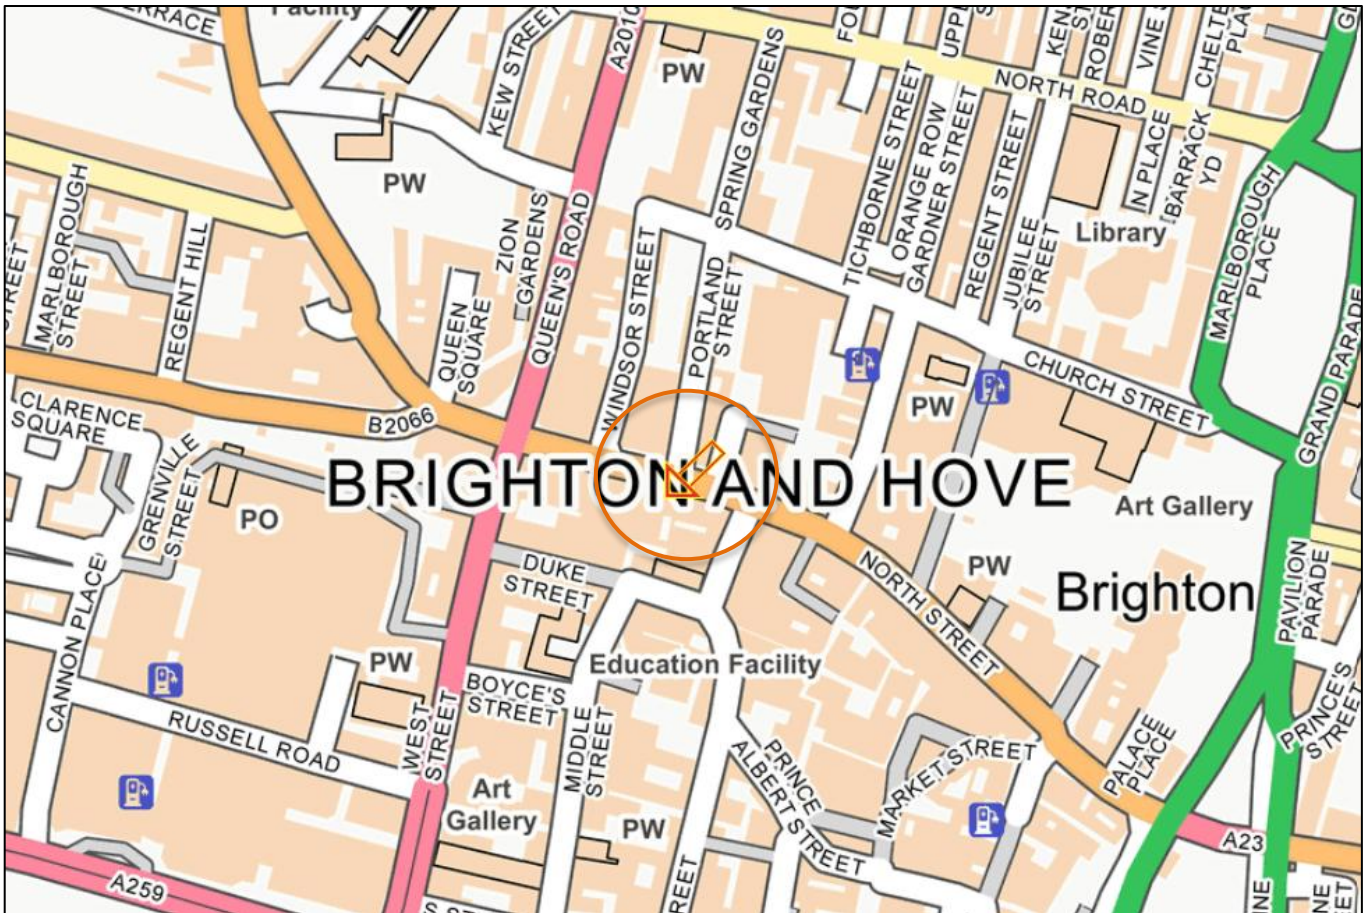 Facility
TERRACE
KEW STREET
A2010
PW
SPRING GARDENS
NORTH ROAD
TICHBORNE STREET
ORANGE ROW
GARDNER STREET
REGENT STREET
VINE
IN PLACE
BARRACK
YD
PW
MARLBOROUGH
STREET
REGENT HILL
ZION
GARDENS
QUEEN'S ROAD
WINDSOR STREET
PORTLAND
STREET
JUBILEE
STREET
Library
MARLBOROUGH
PLACE
GRAND PARADE
QUEEN
SQUARE
CHURCH STREET
CLARENCE
SQUARE
B2066
PW
GRENVILLE
STREET
BRIGHTON AND HOVE
PO
Art Gallery
DUKE
STREET
NORTH STREET
PW
Brighton
PAVILION
PARADE
CANNON PLACE
PW
Education Facility
BOYCE'S
STREET
PRINCE'S
STREET
RUSSELL ROAD
WEST
STREET
MIDDLE
STREET
PRINCE
ALBERT STREET
MARKET STREET
PALACE
PLACE
Art
Gallery
PW
A23
A259